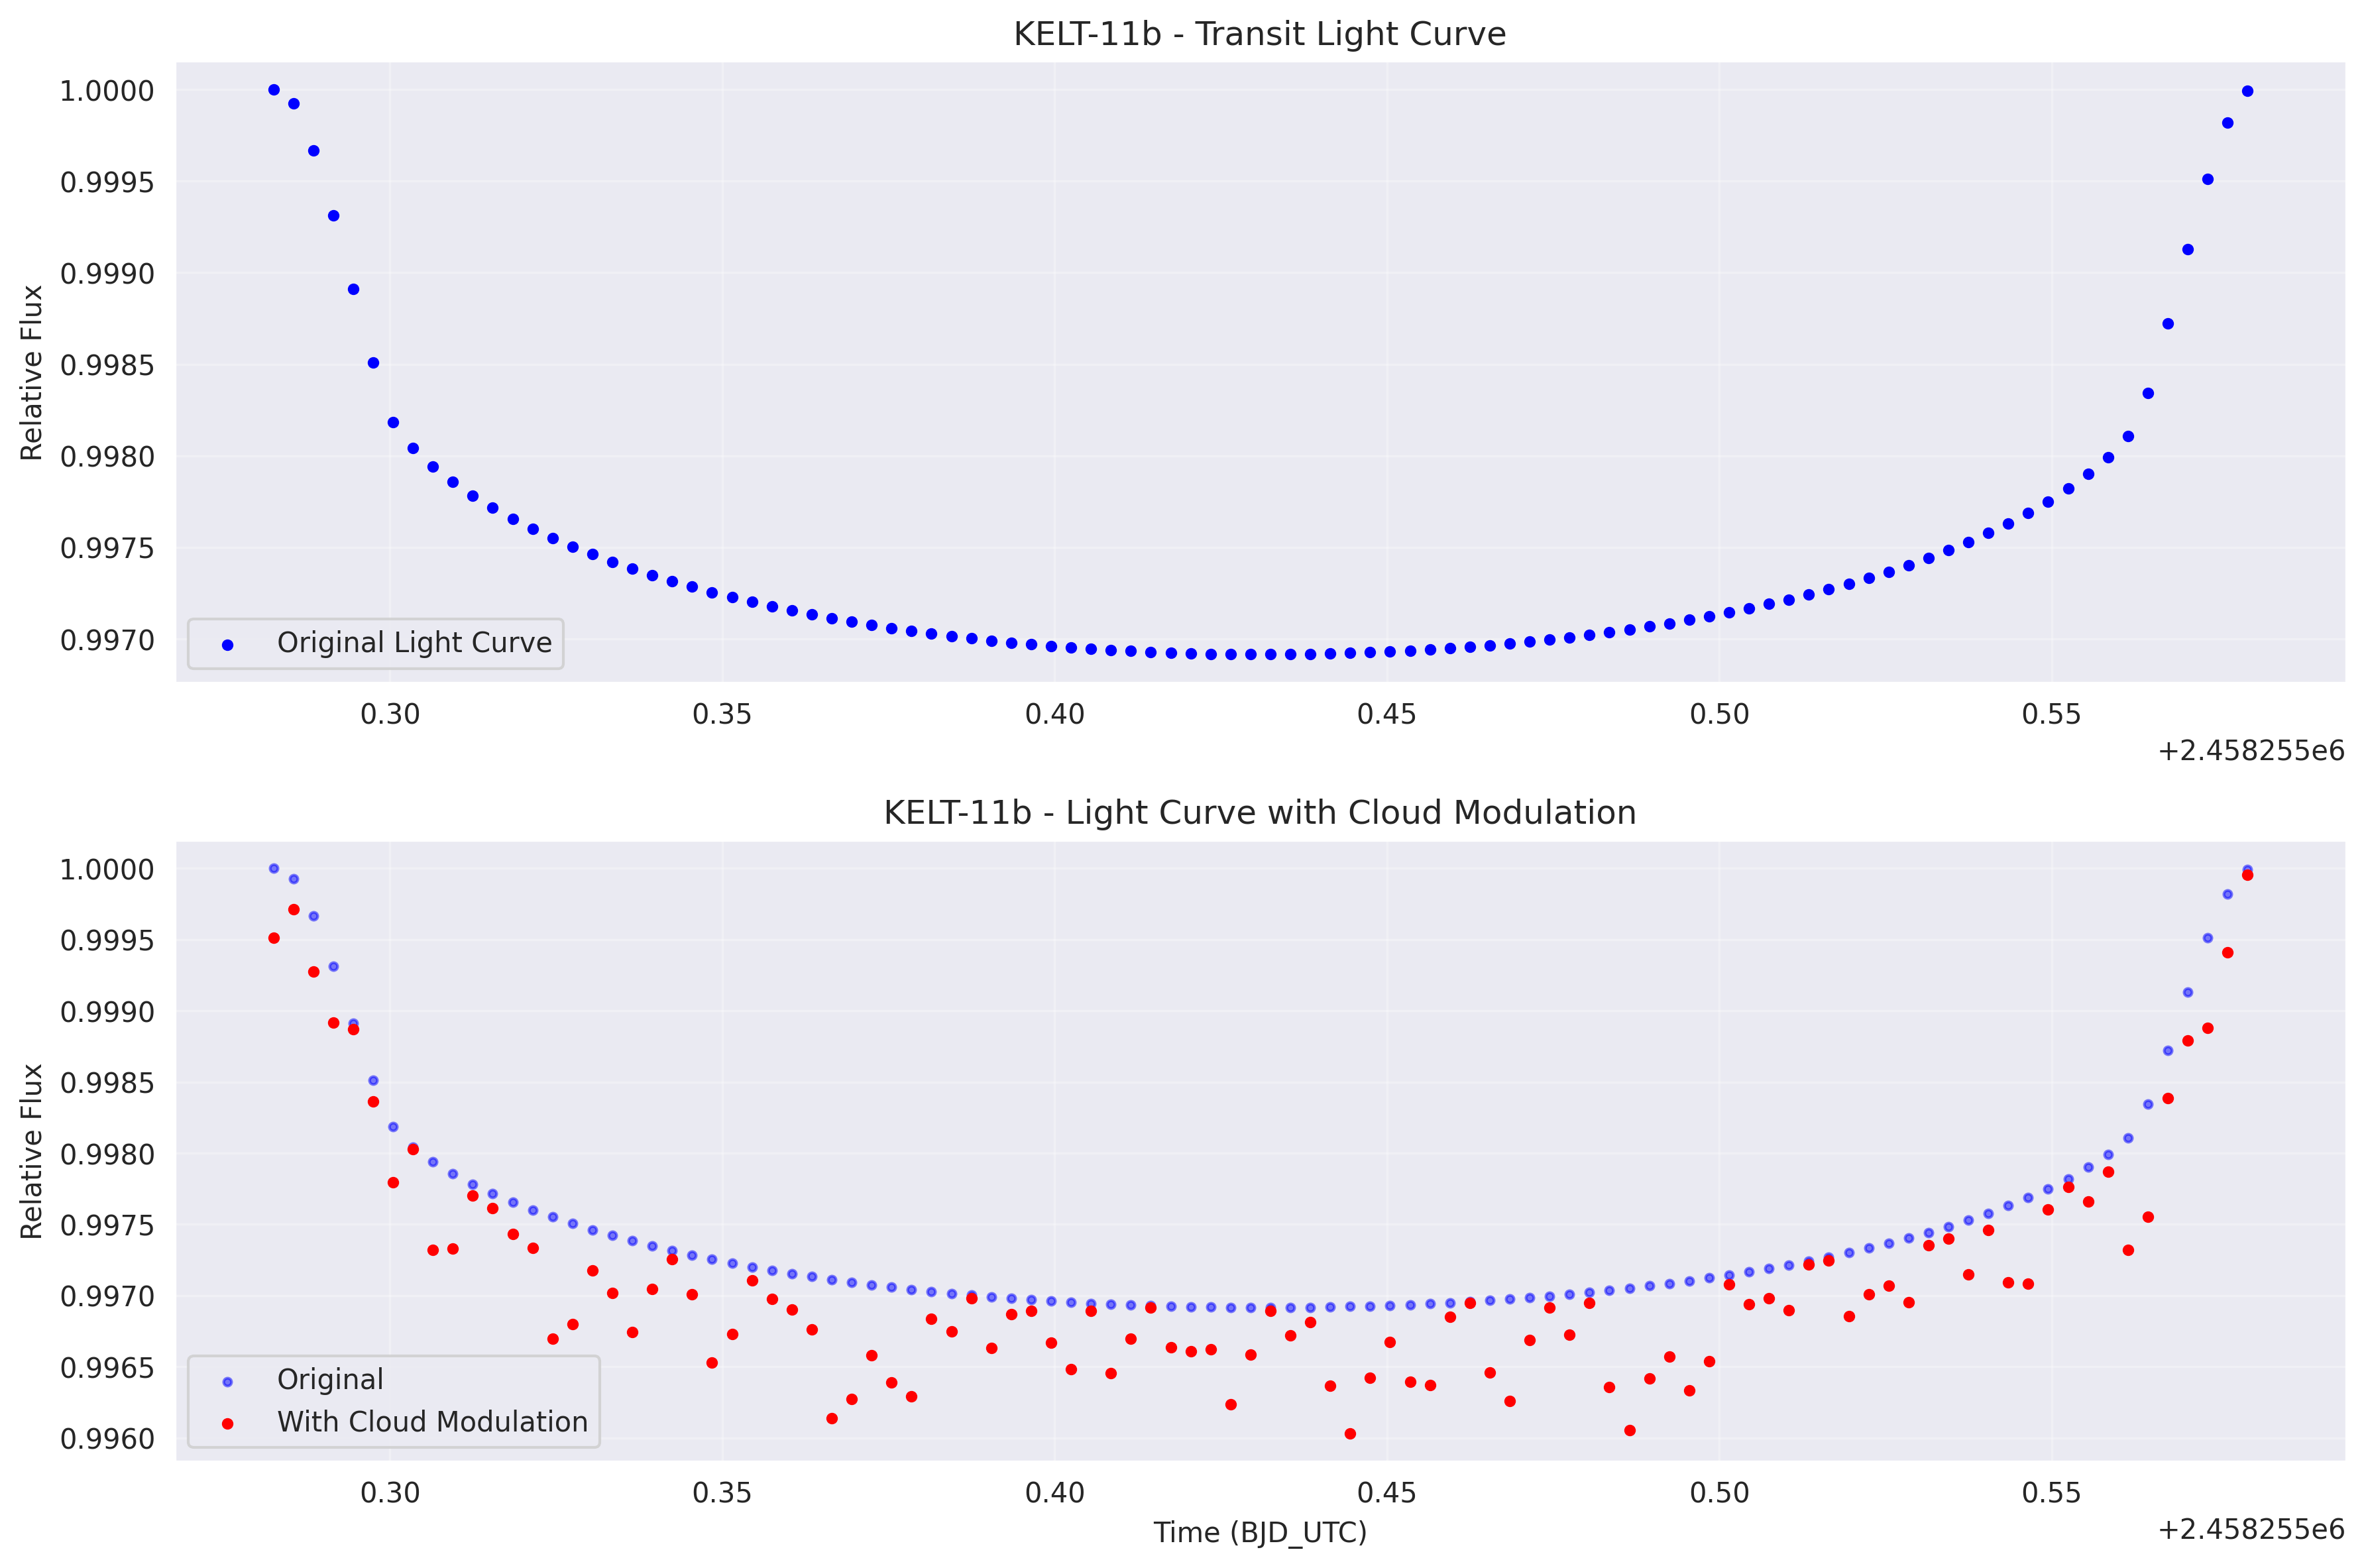 KELT-11b - Transit Light Curve
Relative Flux
1.0000
0.9995
0.9990
0.9985
0.9980
0.9975
0.9970
Original Light Curve
0.30 0.35 0.40 0.45 0.50 0.55
+2.458255e6
KELT-11b - Light Curve with Cloud Modulation
Relative Flux
1.0000
0.9995
0.9990
0.9985
0.9980
0.9975
0.9970
0.9965
0.9960
Original
With Cloud Modulation
0.30 0.35 0.40 0.45 0.50 0.55
Time (BJD_UTC)
+2.458255e6